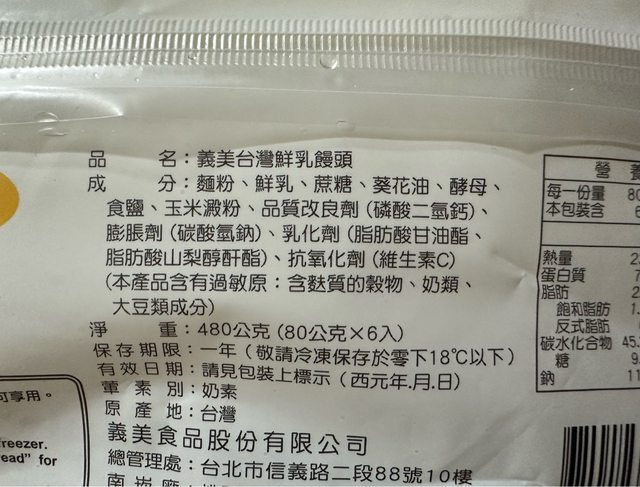 品 名：義美台灣鮮乳饅頭
成 分：麵粉、鮮乳、蔗糖、葵花油、酵母、
食鹽、玉米澱粉、品質改良劑(磷酸二氫鈣)、
膨脹劑(碳酸氫鈉)、乳化劑(脂肪酸甘油酯、
脂肪酸山梨醇酐酯)、抗氧化劑(維生素C)
(本產品含有過敏原：含麩質的穀物、奶類、
大豆類成分)
淨 重：480公克(80公克×6入)
保存期限：一年(敬請冷凍保存於零下18℃以下)
有效日期：請見包裝上標示(西元年.月.日)
葷素別：奶素
原產地：台灣
義美食品股份有限公司
總管理處：台北市信義路二段88號10樓
營
每一份量 80
本包裝含
熱量
蛋白質
脂肪
飽和脂肪
反式脂肪
碳水化合物 45.
糖
鈉
可享用。
freezer.
read" for